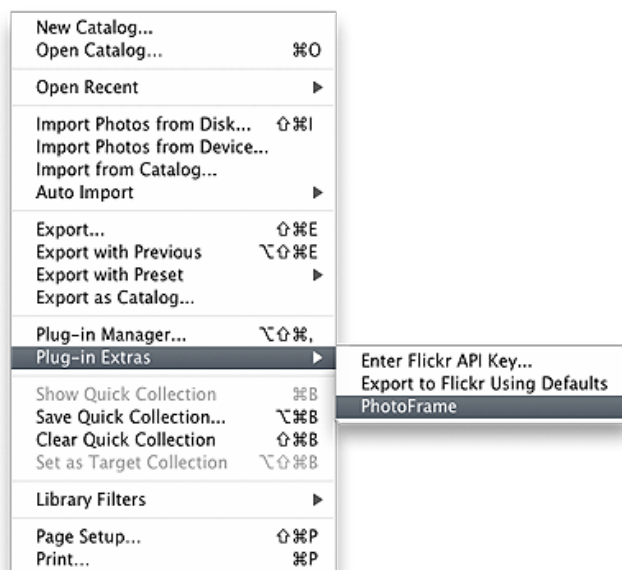 New Catalog...
Open Catalog... ⌘O
Open Recent ▶
Import Photos from Disk... ⇧⌘I
Import Photos from Device...
Import from Catalog...
Auto Import ▶
Export... ⇧⌘E
Export with Previous ⌥⇧⌘E
Export with Preset ▶
Export as Catalog...
Plug-in Manager... ⌥⇧⌘,
Plug-in Extras ▶
Enter Flickr API Key...
Export to Flickr Using Defaults
PhotoFrame
Show Quick Collection ⌘B
Save Quick Collection... ⌥⌘B
Clear Quick Collection ⇧⌘B
Set as Target Collection ⌥⇧⌘B
Library Filters ▶
Page Setup... ⇧⌘P
Print... ⌘P